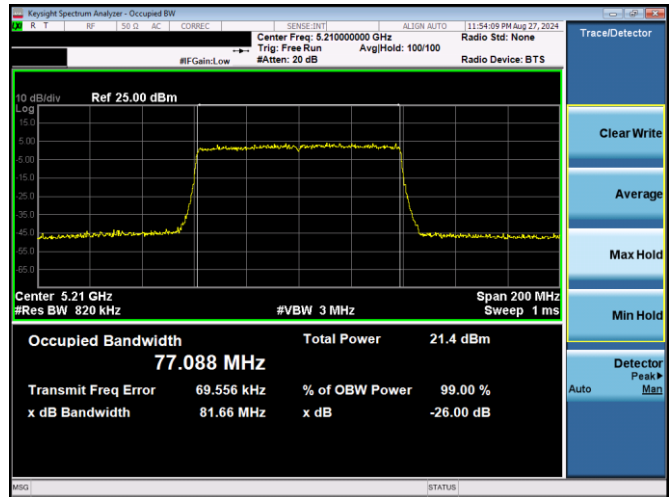 Keysight Spectrum Analyzer - Occupied BW
R T RF 50 Ω AC CORREC SENSE:INT ALIGN AUTO 11:54:09 PM Aug 27, 2024
Center Freq: 5.210000000 GHz Radio Std: None
Trig: Free Run Avg|Hold: 100/100
#IFGain:Low #Atten: 20 dB Radio Device: BTS
Trace/Detector
10 dB/div Ref 25.00 dBm
Log
15.0
5.00
-5.00
-15.0
-25.0
-35.0
-45.0
-55.0
-65.0
Center 5.21 GHz Span 200 MHz
#Res BW 820 kHz #VBW 3 MHz Sweep 1 ms
Occupied Bandwidth Total Power 21.4 dBm
77.088 MHz
Transmit Freq Error 69.556 kHz % of OBW Power 99.00 %
x dB Bandwidth 81.66 MHz x dB -26.00 dB
Clear Write
Average
Max Hold
Min Hold
Detector
Peak▶
Auto Man
MSG STATUS